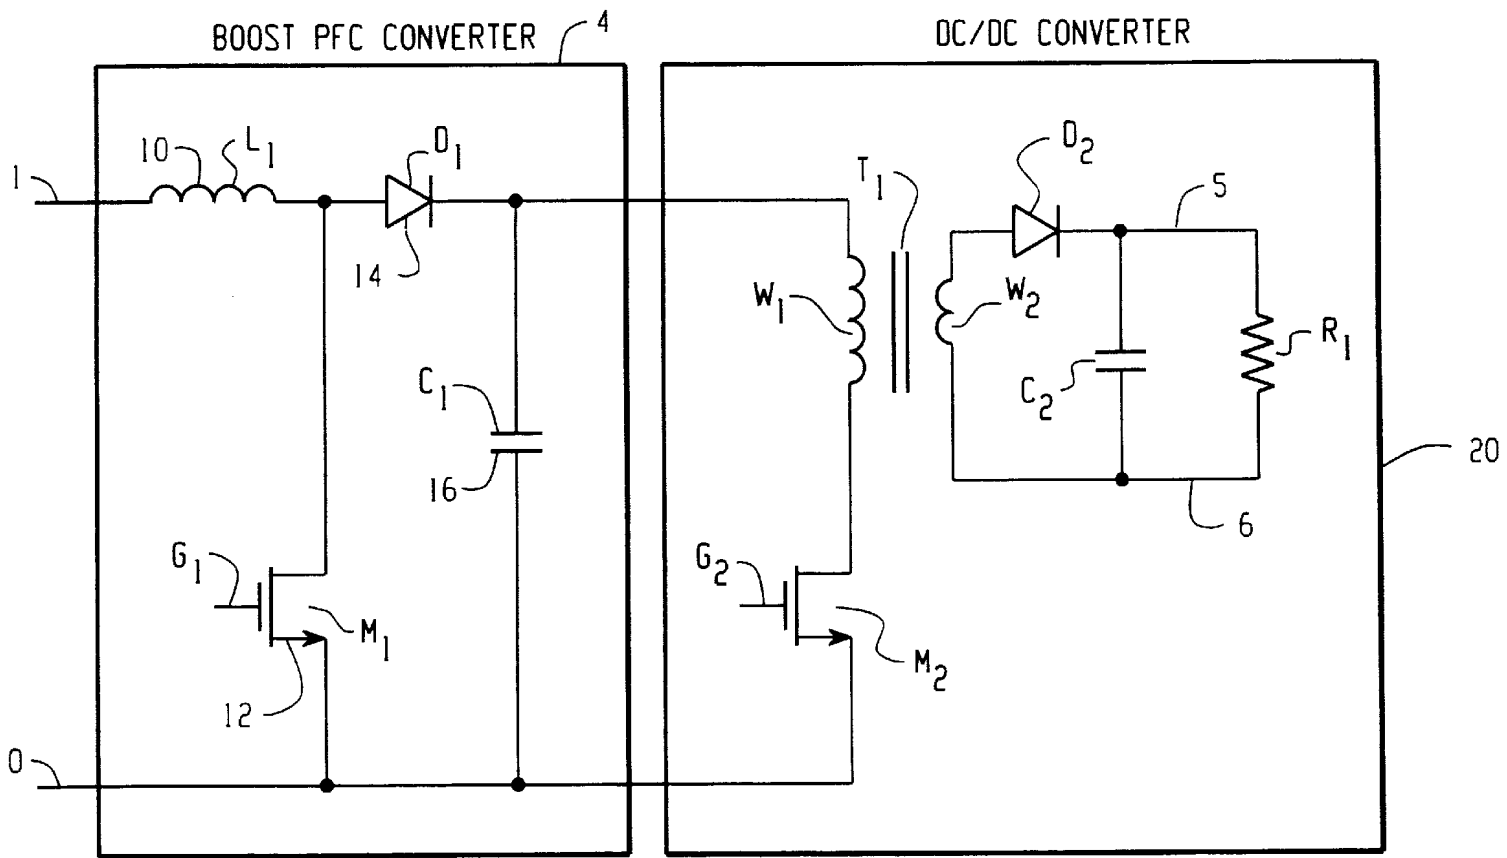 BOOST PFC CONVERTER
4
DC/DC CONVERTER
1
10
L1
D1
14
C1
16
G1
M1
12
0
T1
W1
W2
D2
5
C2
R1
6
20
G2
M2